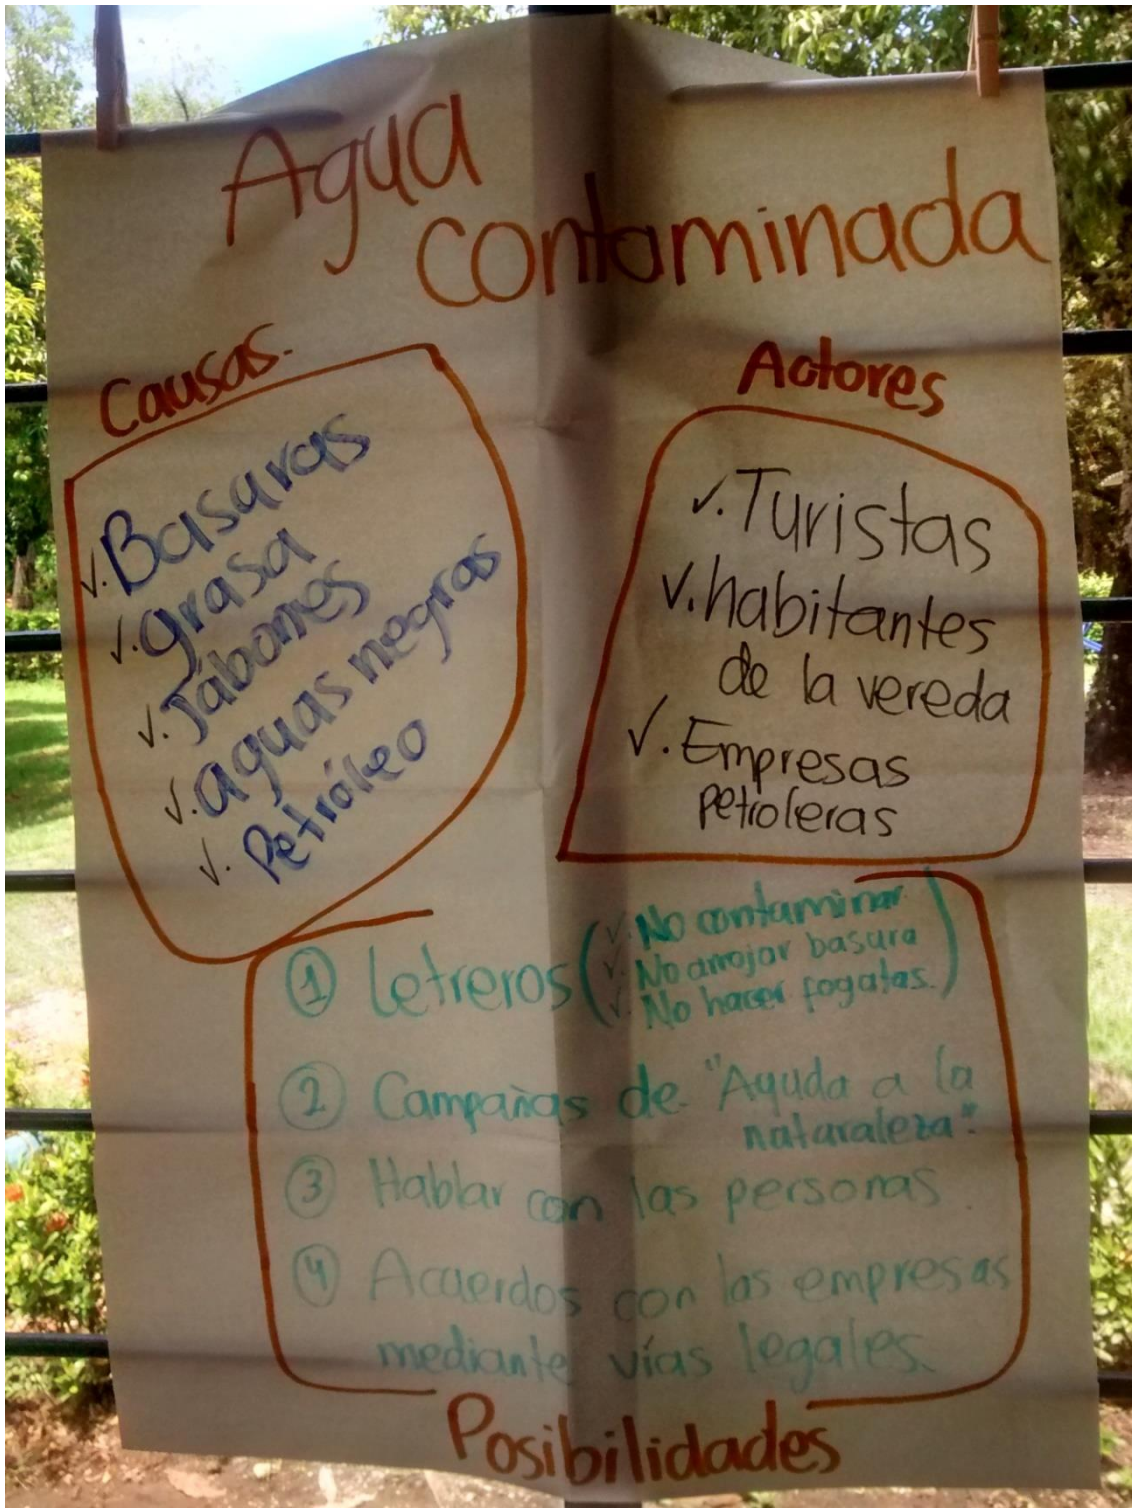 Agua
contaminada
Causas.
✓. Basuras
✓. grasa
✓. Jabones
✓. aguas negras
✓. Petróleo
Actores
✓. Turistas
✓. habitantes
de la vereda
✓. Empresas
petroleras
① Letreros (✓. No contaminar
✓. No arrojar basura
✓. No hacer fogatas.)
② Campañas de "Ayuda a la
naturaleza".
③ Hablar con las personas
④ Acuerdos con las empresas
mediante vías legales.
Posibilidades